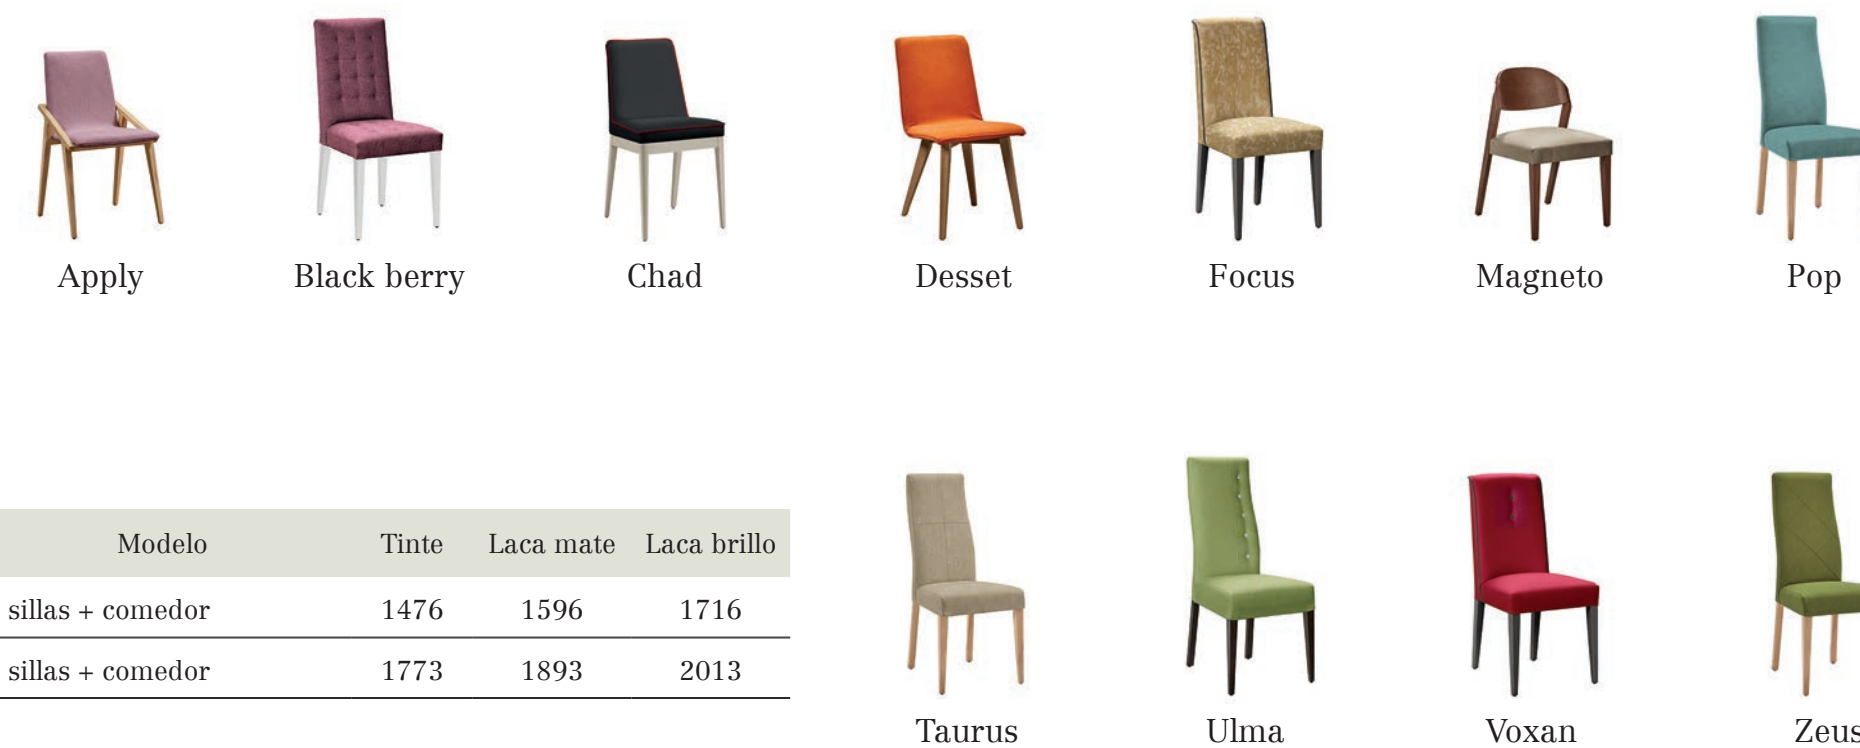 Apply Black berry Chad Desset Focus Magneto Pop
Modelo Tinte Laca mate Laca brillo
sillas + comedor 1476 1596 1716
sillas + comedor 1773 1893 2013
Taurus Ulma Voxan Zeus